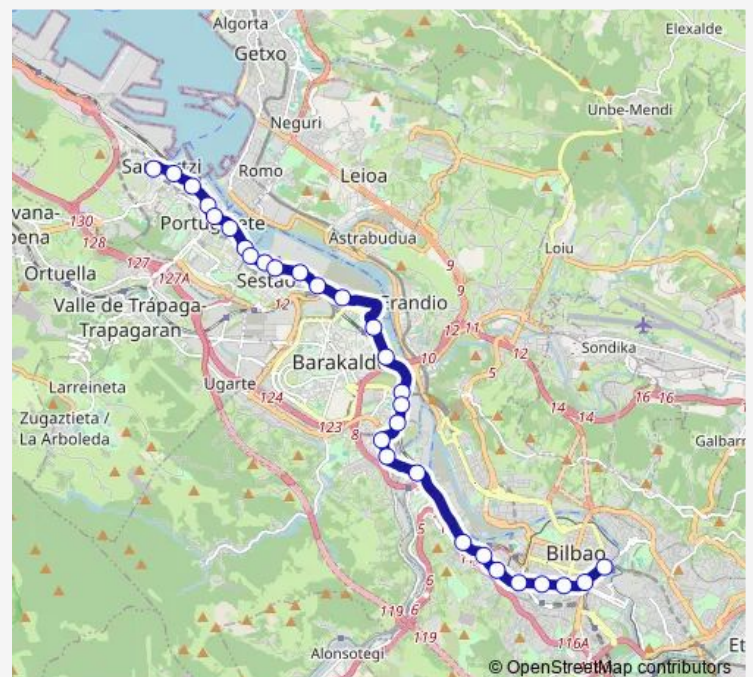 Algorta
Getxo
Elexalde
Neguri
Unbe-Mendi
Romo
Leioa
130
128
127
127A
Astrabudua
Loiu
Ortuella
Sestao
12
9
9
Erandio
Valle de Trápaga-
Trapagaran
12
11
12
Sondika
Barakald
10
Larreineta
Ugarte
124
5
16
16
14
14
Zugaztieta /
La Arboleda
123
8
Galbarr
Bilbao
5
6
6
119
119
116A
Alonsotegi
Et
© OpenStreetMap contributors